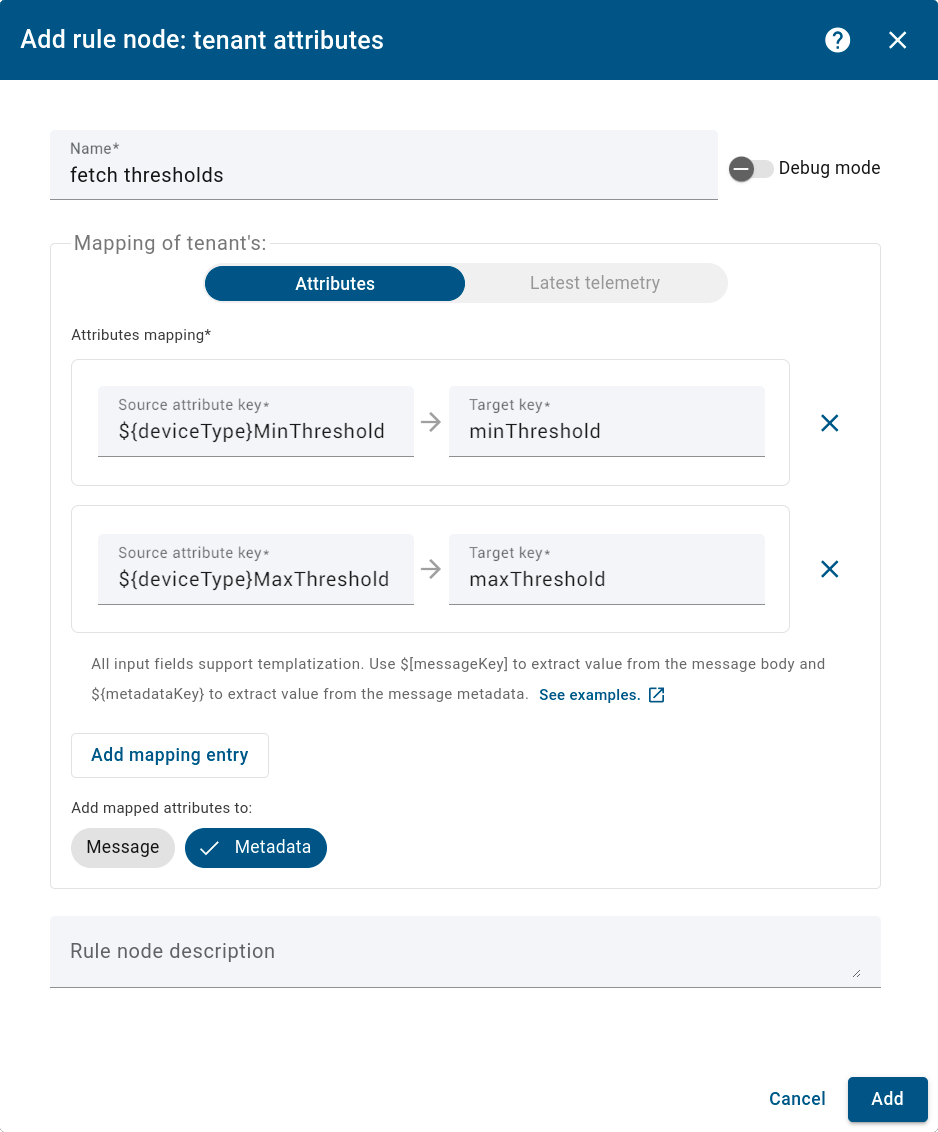 Add rule node: tenant attributes
Name*
fetch thresholds
Debug mode
Mapping of tenant's:
Attributes
Latest telemetry
Attributes mapping*
Source attribute key*
${deviceType}MinThreshold
Target key*
minThreshold
Source attribute key*
${deviceType}MaxThreshold
Target key*
maxThreshold
All input fields support templatization. Use $[messageKey] to extract value from the message body and
${metadataKey} to extract value from the message metadata. See examples.
Add mapping entry
Add mapped attributes to:
Message
Metadata
Rule node description
Cancel
Add